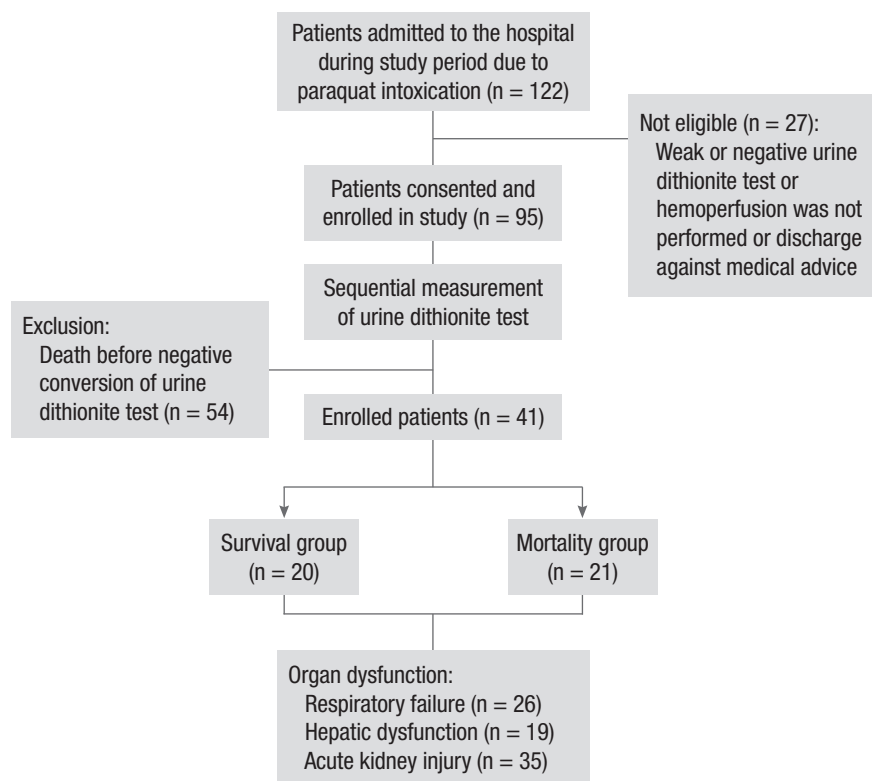 Patients admitted to the hospital
during study period due to
paraquat intoxication (n = 122)
Not eligible (n = 27):
Weak or negative urine
dithionite test or
hemoperfusion was not
performed or discharge
against medical advice
Patients consented and
enrolled in study (n = 95)
Sequential measurement
of urine dithionite test
Exclusion:
Death before negative
conversion of urine
dithionite test (n = 54)
Enrolled patients (n = 41)
Survival group
(n = 20)
Mortality group
(n = 21)
Organ dysfunction:
Respiratory failure (n = 26)
Hepatic dysfunction (n = 19)
Acute kidney injury (n = 35)